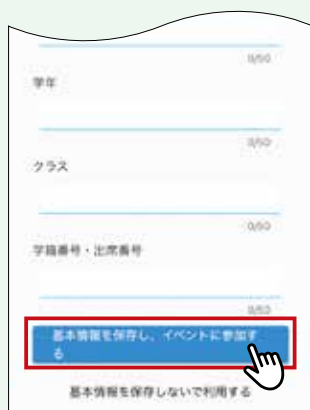 0/50
学年
0/50
クラス
0/50
学籍番号・出席番号
0/50
基本情報を保存し、イベントに参加す
る
基本情報を保存しないで利用する